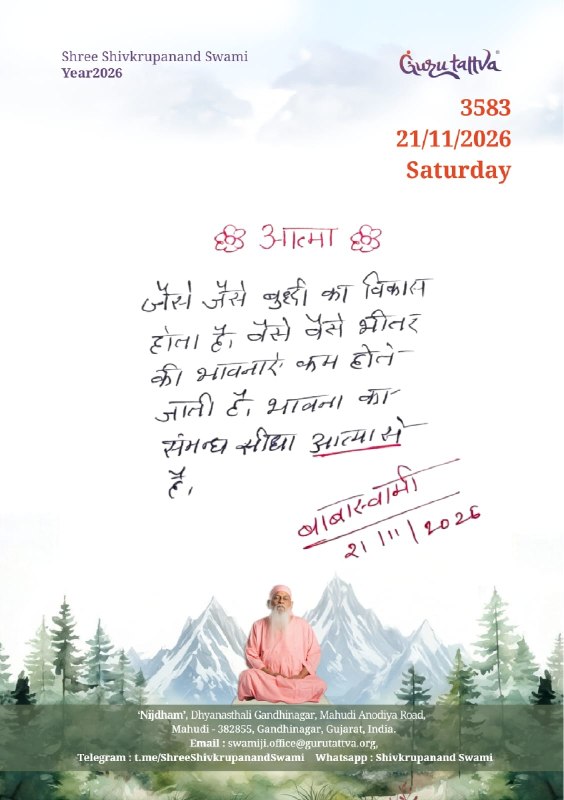 Shree Shivkrupanand Swami
Year2026
Gurutattva
3583
21/11/2026
Saturday
आत्मा
जैसे जैसे बुध्दी का विकास
होता है, वैसे वैसे भीतर
की भावनाएं कम होते
जाती है, भावना का
संमन्ध सीधा आत्मा से
है,
बाबास्वामी
21/11/2026
'Nijdham', Dhyanasthali Gandhinagar, Mahudi Anodiya Road,
Mahudi - 382855, Gandhinagar, Gujarat, India.
Email : swamiji.office@gurutattva.org,
Telegram : t.me/ShreeShivkrupanandSwami Whatsapp : Shivkrupanand Swami